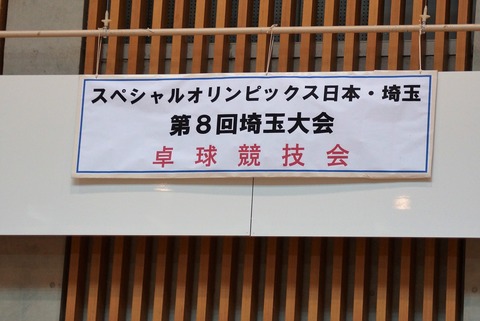 スペシャルオリンピックス日本・埼玉
第8回埼玉大会
卓球競技会